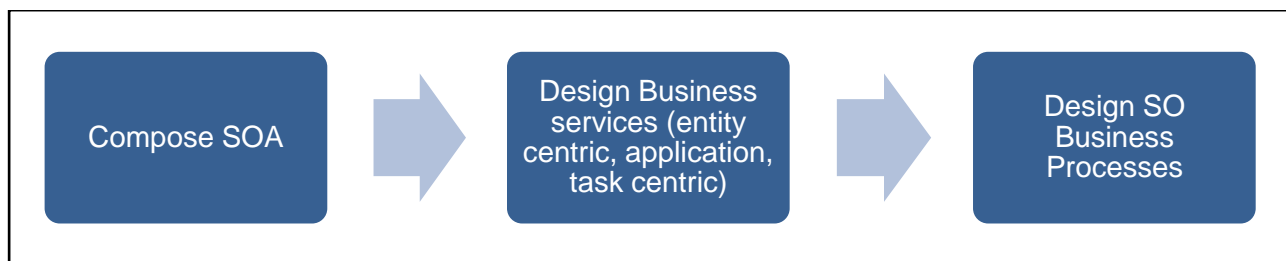 Compose SOA
Design Business
services (entity
centric, application,
task centric)
Design SO
Business
Processes